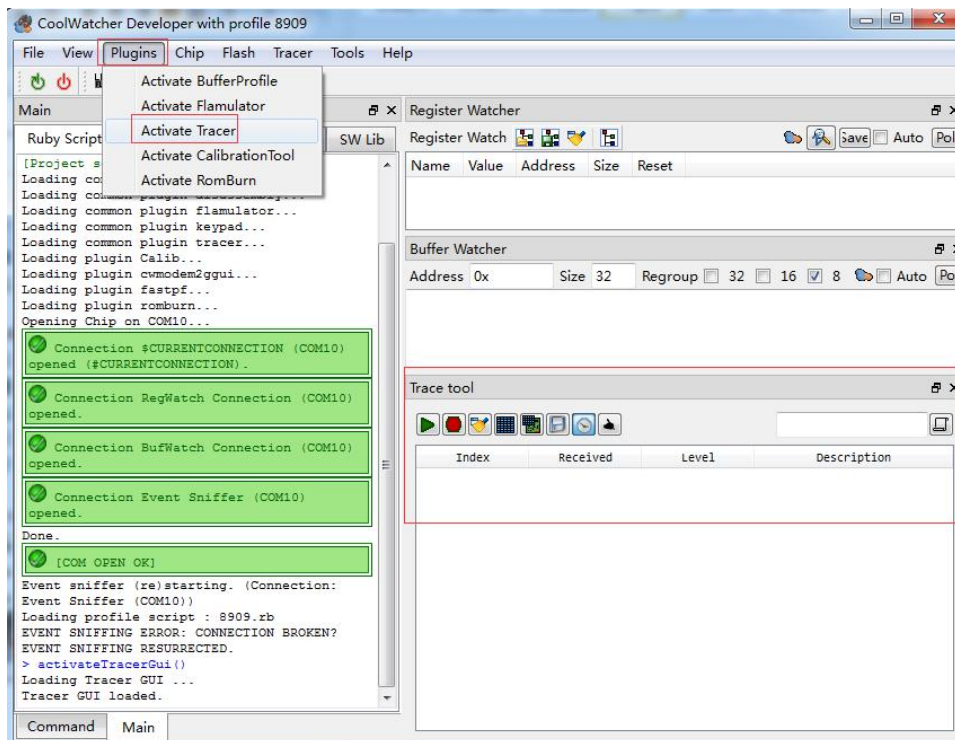 CoolWatcher Developer with profile 8909
File View Plugins Chip Flash Tracer Tools Help
Activate BufferProfile
Activate Flamulator
Activate Tracer
Activate CalibrationTool
Activate RomBurn
Main
Ruby Script
SW Lib
[Project
Loading
Loading
Loading common plugin flamulator...
Loading common plugin keypad...
Loading common plugin tracer...
Loading plugin Calib...
Loading plugin cwmodem2ggui...
Loading plugin fastpf...
Loading plugin romburn...
Opening Chip on COM10...
Connection $CURRENTCONNECTION (COM10)
opened (#CURRENTCONNECTION).
Connection RegWatch Connection (COM10)
opened.
Connection BufWatch Connection (COM10)
opened.
Connection Event Sniffer (COM10)
opened.
Done.
[COM OPEN OK]
Event sniffer (re)starting. (Connection:
Event Sniffer (COM10))
Loading profile script : 8909.rb
EVENT SNIFFING ERROR: CONNECTION BROKEN?
EVENT SNIFFING RESURRECTED.
> activateTracerGui()
Loading Tracer GUI ...
Tracer GUI loaded.
Command Main
Register Watcher
Register Watch Save Auto Pol
Name Value Address Size Reset
Buffer Watcher
Address 0x Size 32 Regroup 32 16 8 Auto Po
Trace tool
Index Received Level Description